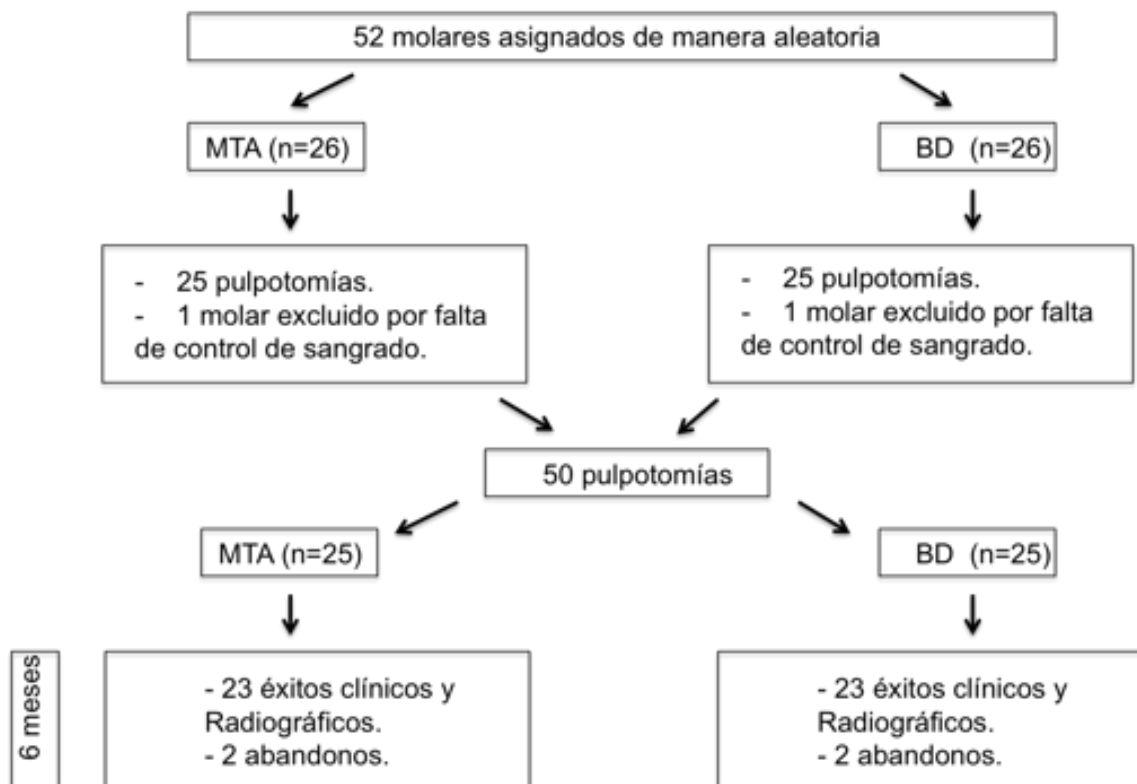 52 molares asignados de manera aleatoria
MTA (n=26)
BD (n=26)
- 25 pulpotomías.
- 1 molar excluido por falta
de control de sangrado.
- 25 pulpotomías.
- 1 molar excluido por falta
de control de sangrado.
50 pulpotomías
MTA (n=25)
BD (n=25)
6 meses
- 23 éxitos clínicos y
Radiográficos.
- 2 abandonos.
- 23 éxitos clínicos y
Radiográficos.
- 2 abandonos.